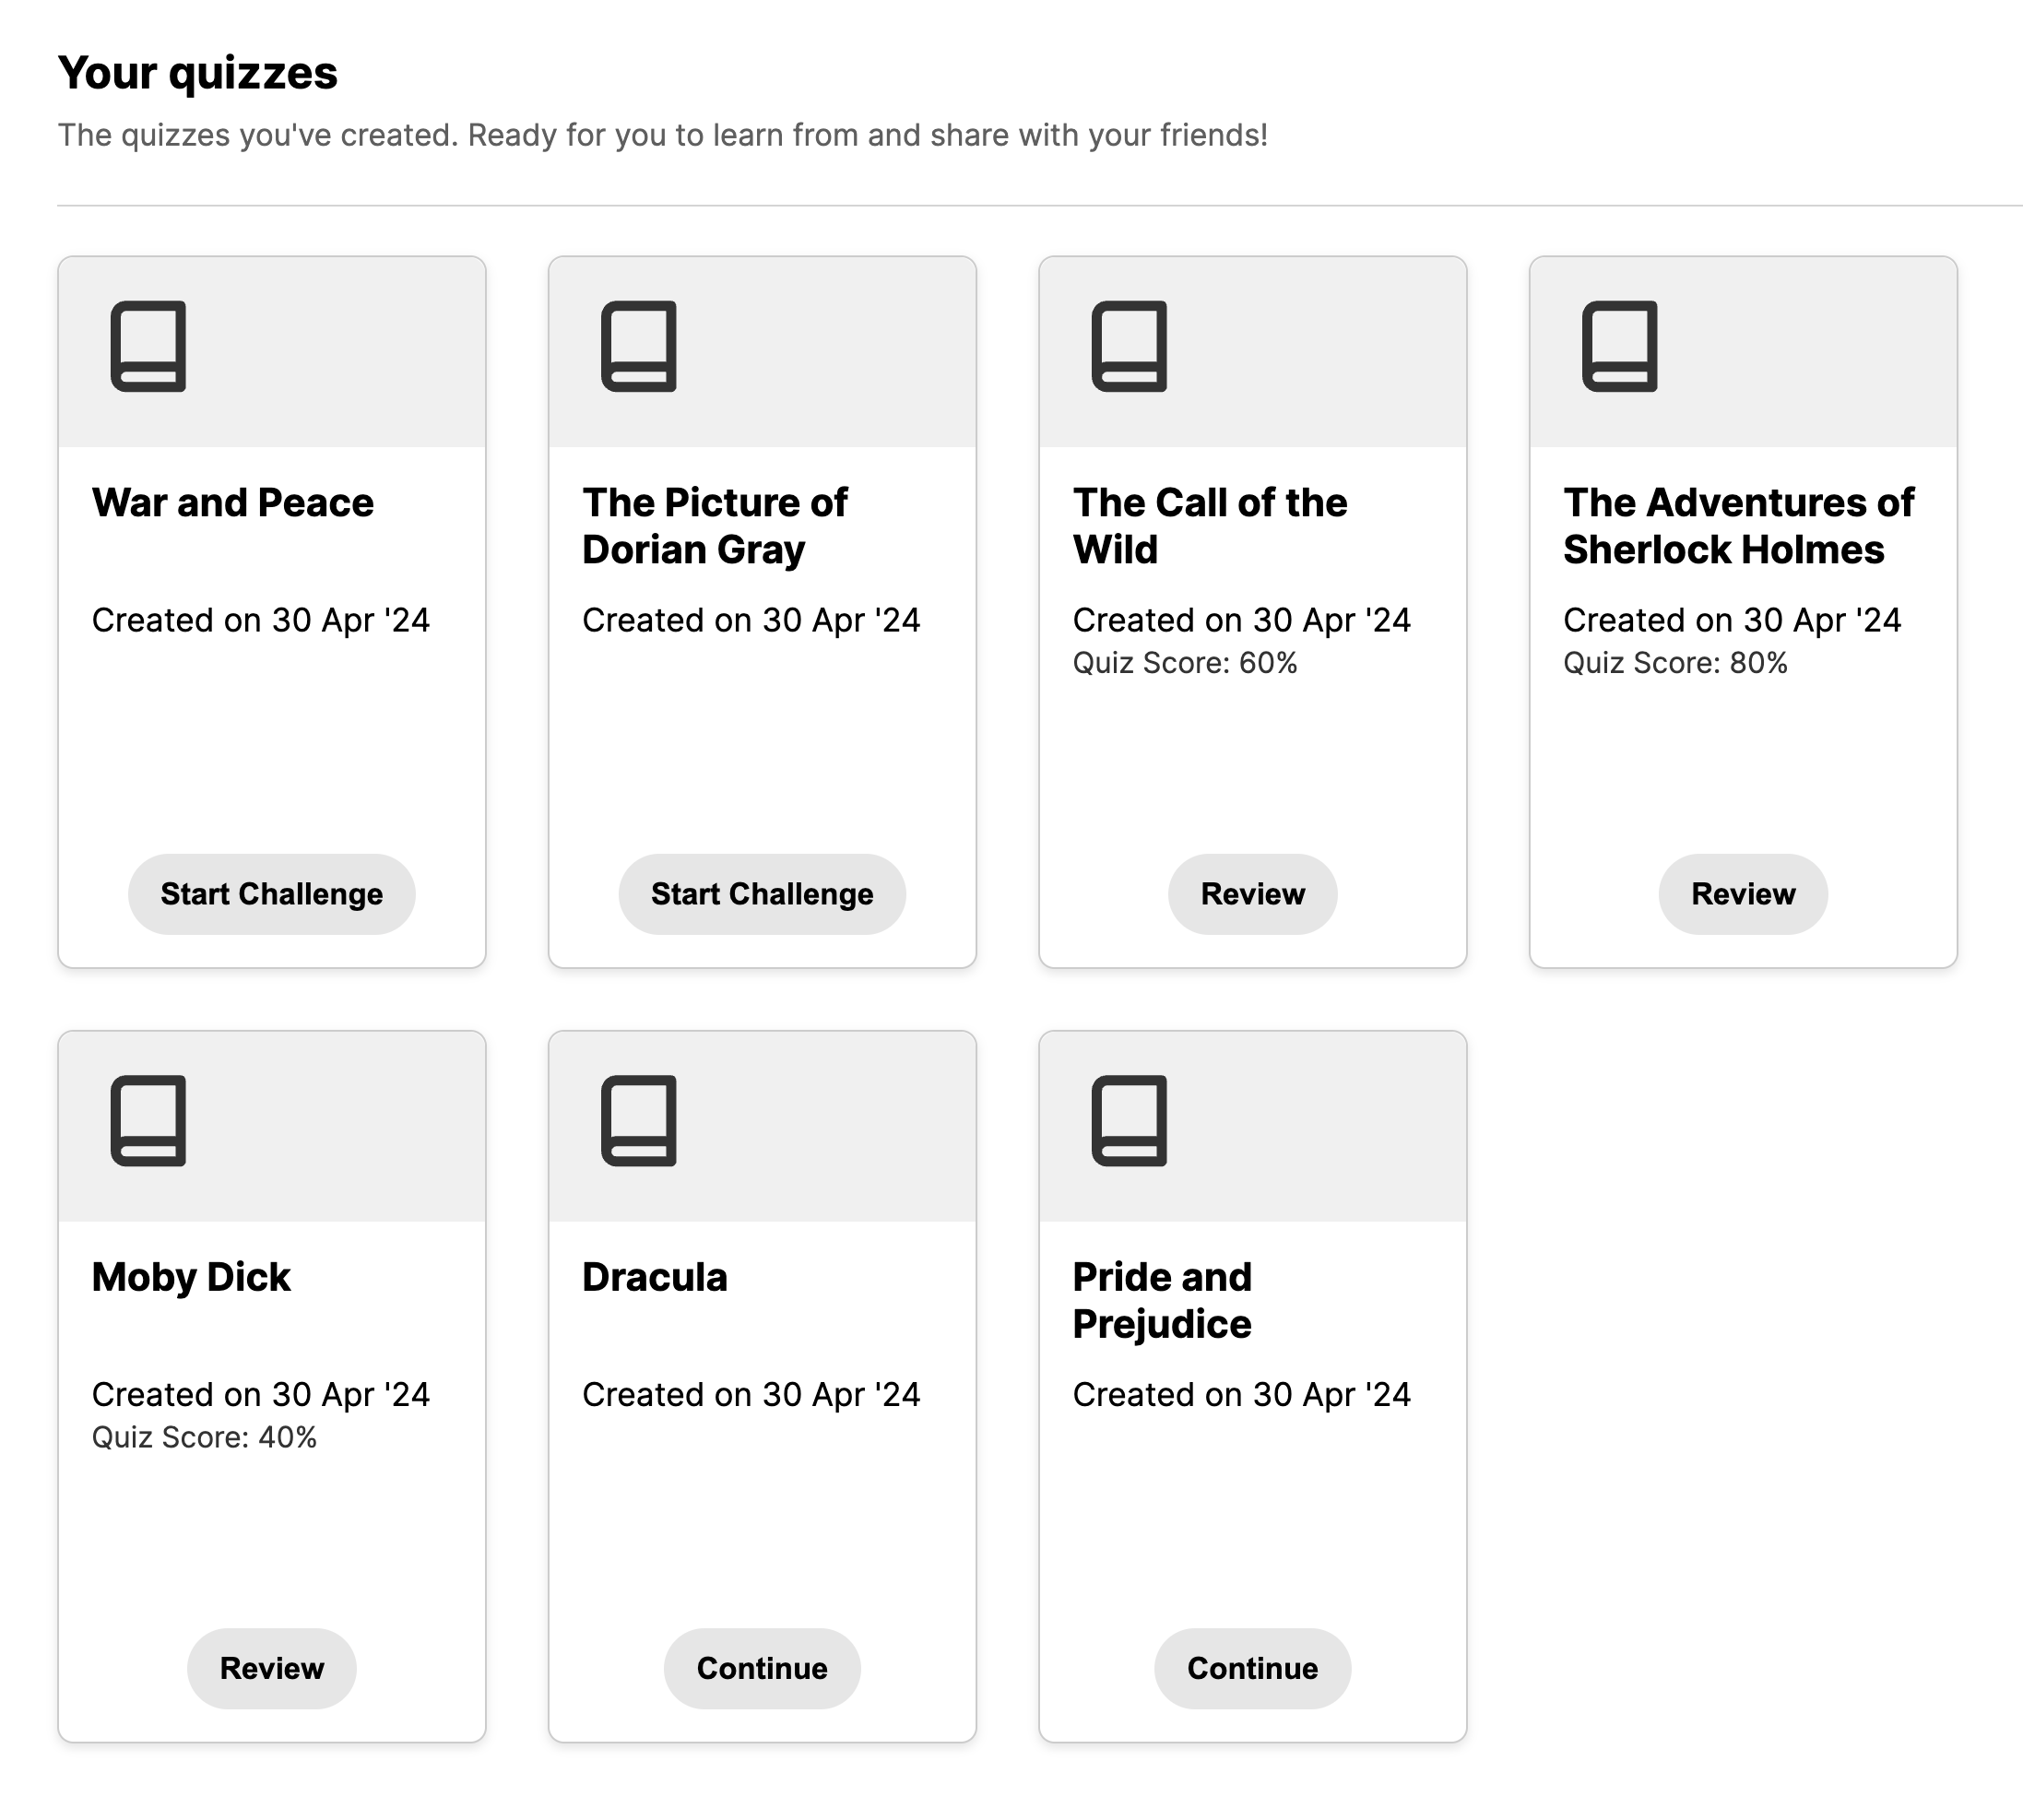 Your quizzes
The quizzes you've created. Ready for you to learn from and share with your friends!
War and Peace
Created on 30 Apr '24
Start Challenge
The Picture of
Dorian Gray
Created on 30 Apr '24
Start Challenge
The Call of the
Wild
Created on 30 Apr '24
Quiz Score: 60%
Review
The Adventures of
Sherlock Holmes
Created on 30 Apr '24
Quiz Score: 80%
Review
Moby Dick
Created on 30 Apr '24
Quiz Score: 40%
Review
Dracula
Created on 30 Apr '24
Continue
Pride and
Prejudice
Created on 30 Apr '24
Continue